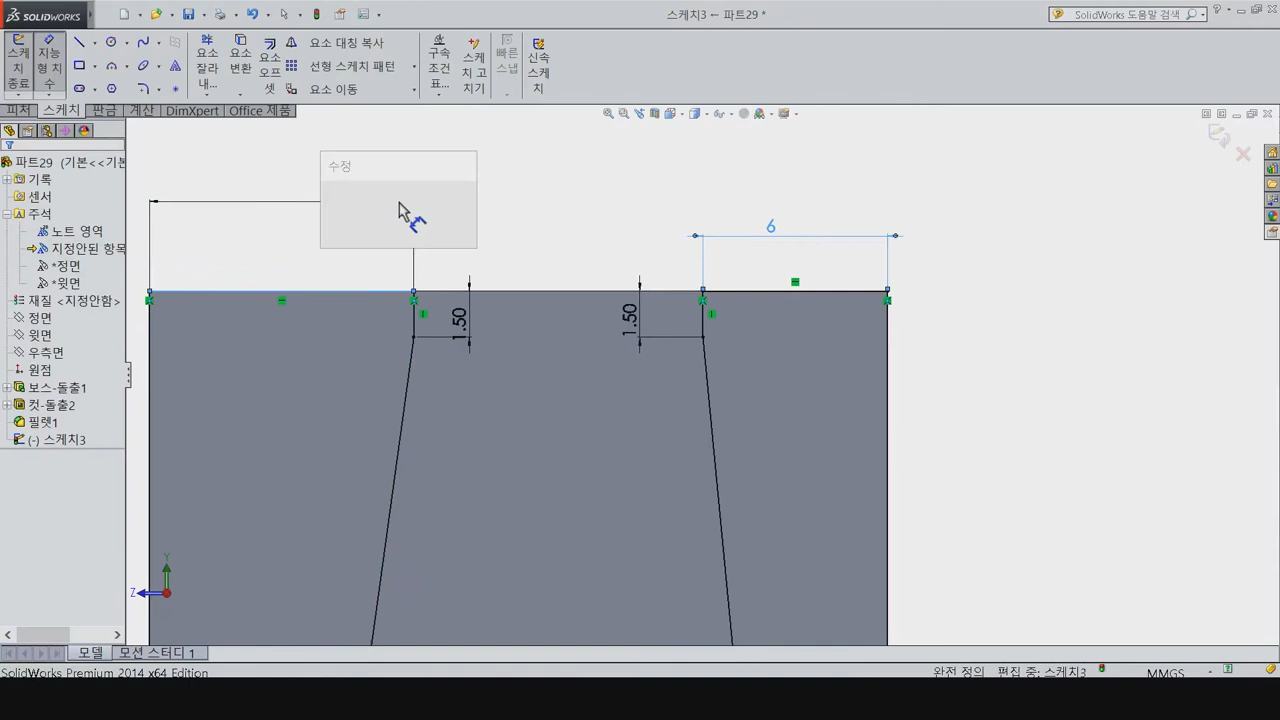 SOLIDWORKS
스케치3 ← 파트29 *
SolidWorks 도움말 검색
스케치 종료
지능형 치수
요소 잘라내...
요소 변환
요소 오프셋
요소 대칭 복사
선형 스케치 패턴
요소 이동
구속조건 표...
스케치 고치기
빠른 스냅
신속 스케치
피처
스케치
판금
계산
DimXpert
Office 제품
파트29 (기본<<기본
기록
센서
주석
노트 영역
지정안된 항목
*정면
*윗면
재질 <지정안함>
정면
윗면
우측면
원점
보스-돌출1
컷-돌출2
필렛1
(-) 스케치3
수정
6
1.50
1.50
Y
Z
모델
모션 스터디 1
SolidWorks Premium 2014 x64 Edition
완전 정의
편집 중: 스케치3
MMGS